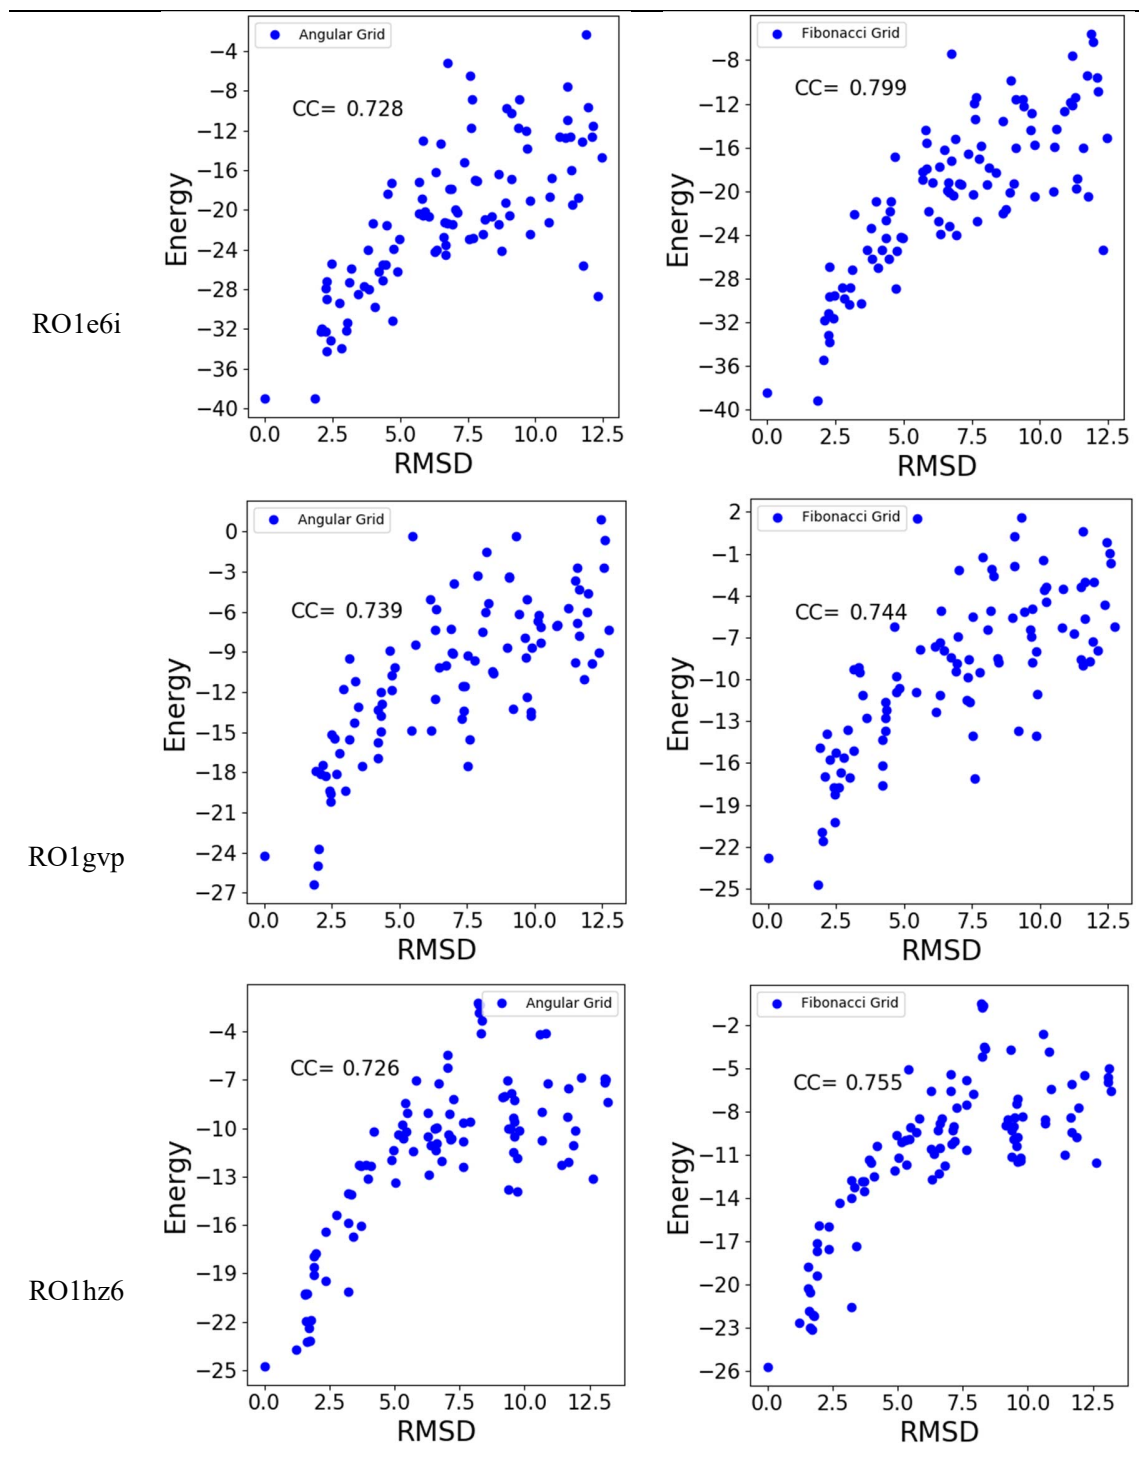 RO1e6i
Angular Grid
CC= 0.728
Energy
−4
−8
−12
−16
−20
−24
−28
−32
−36
−40
0.0 2.5 5.0 7.5 10.0 12.5
RMSD
Fibonacci Grid
CC= 0.799
Energy
−8
−12
−16
−20
−24
−28
−32
−36
−40
0.0 2.5 5.0 7.5 10.0 12.5
RMSD
RO1gvp
Angular Grid
CC= 0.739
Energy
0
−3
−6
−9
−12
−15
−18
−21
−24
−27
0.0 2.5 5.0 7.5 10.0 12.5
RMSD
Fibonacci Grid
CC= 0.744
Energy
2
−1
−4
−7
−10
−13
−16
−19
−22
−25
0.0 2.5 5.0 7.5 10.0 12.5
RMSD
RO1hz6
Angular Grid
CC= 0.726
Energy
−4
−7
−10
−13
−16
−19
−22
−25
0.0 2.5 5.0 7.5 10.0 12.5
RMSD
Fibonacci Grid
CC= 0.755
Energy
−2
−5
−8
−11
−14
−17
−20
−23
−26
0.0 2.5 5.0 7.5 10.0 12.5
RMSD